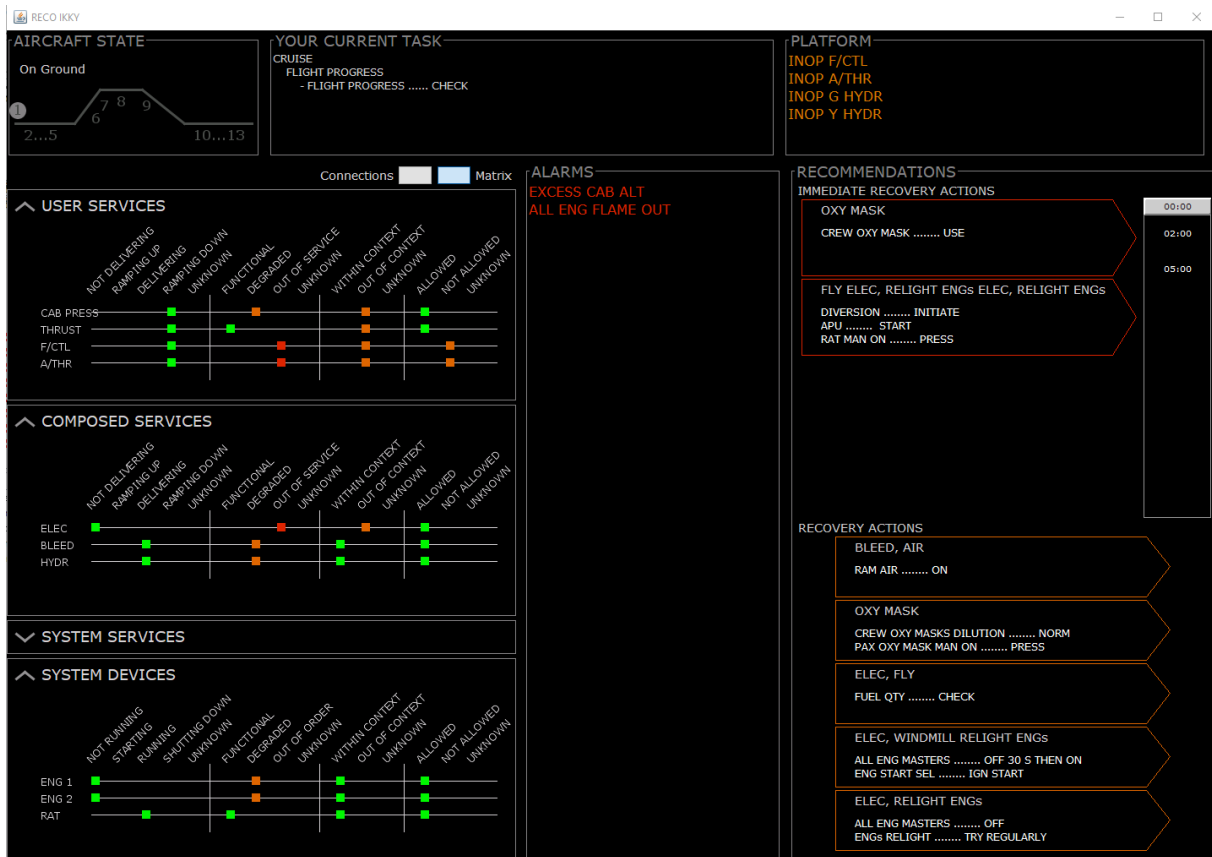 RECO IKKY
AIRCRAFT STATE
On Ground
1
2...5
6
7
8
9
10...13
YOUR CURRENT TASK
CRUISE
FLIGHT PROGRESS
- FLIGHT PROGRESS ...... CHECK
PLATFORM
INOP F/CTL
INOP A/THR
INOP G HYDR
INOP Y HYDR
Connections
Matrix
USER SERVICES
NOT DELIVERING
RAMPING UP
DELIVERING
RAMPING DOWN
UNKNOWN
FUNCTIONAL
DEGRADED
OUT OF SERVICE
UNKNOWN
WITHIN CONTEXT
OUT OF CONTEXT
UNKNOWN
ALLOWED
NOT ALLOWED
UNKNOWN
CAB PRESS
THRUST
F/CTL
A/THR
COMPOSED SERVICES
NOT DELIVERING
RAMPING UP
DELIVERING
RAMPING DOWN
UNKNOWN
FUNCTIONAL
DEGRADED
OUT OF SERVICE
UNKNOWN
WITHIN CONTEXT
OUT OF CONTEXT
UNKNOWN
ALLOWED
NOT ALLOWED
UNKNOWN
ELEC
BLEED
HYDR
SYSTEM SERVICES
SYSTEM DEVICES
NOT RUNNING
STARTING
RUNNING
SHUTTING DOWN
UNKNOWN
FUNCTIONAL
DEGRADED
OUT OF ORDER
UNKNOWN
WITHIN CONTEXT
OUT OF CONTEXT
UNKNOWN
ALLOWED
NOT ALLOWED
UNKNOWN
ENG 1
ENG 2
RAT
ALARMS
EXCESS CAB ALT
ALL ENG FLAME OUT
RECOMMENDATIONS
IMMEDIATE RECOVERY ACTIONS
OXY MASK
CREW OXY MASK ........ USE
FLY ELEC, RELIGHT ENGs ELEC, RELIGHT ENGs
DIVERSION ........ INITIATE
APU ........ START
RAT MAN ON ........ PRESS
00:00
02:00
05:00
RECOVERY ACTIONS
BLEED, AIR
RAM AIR ........ ON
OXY MASK
CREW OXY MASKS DILUTION ........ NORM
PAX OXY MASK MAN ON ........ PRESS
ELEC, FLY
FUEL QTY ........ CHECK
ELEC, WINDMILL RELIGHT ENGs
ALL ENG MASTERS ........ OFF 30 S THEN ON
ENG START SEL ........ IGN START
ELEC, RELIGHT ENGs
ALL ENG MASTERS ........ OFF
ENGs RELIGHT ........ TRY REGULARLY